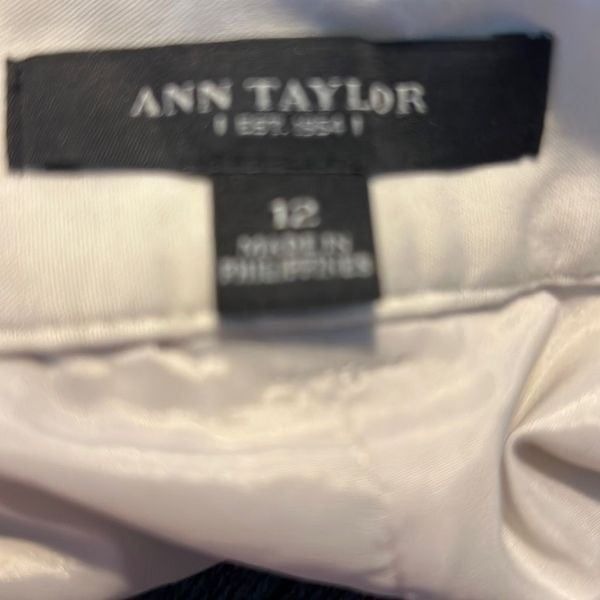 ANN TAYLOR
EST. 1954
12
MADE IN
PHILIPPINES